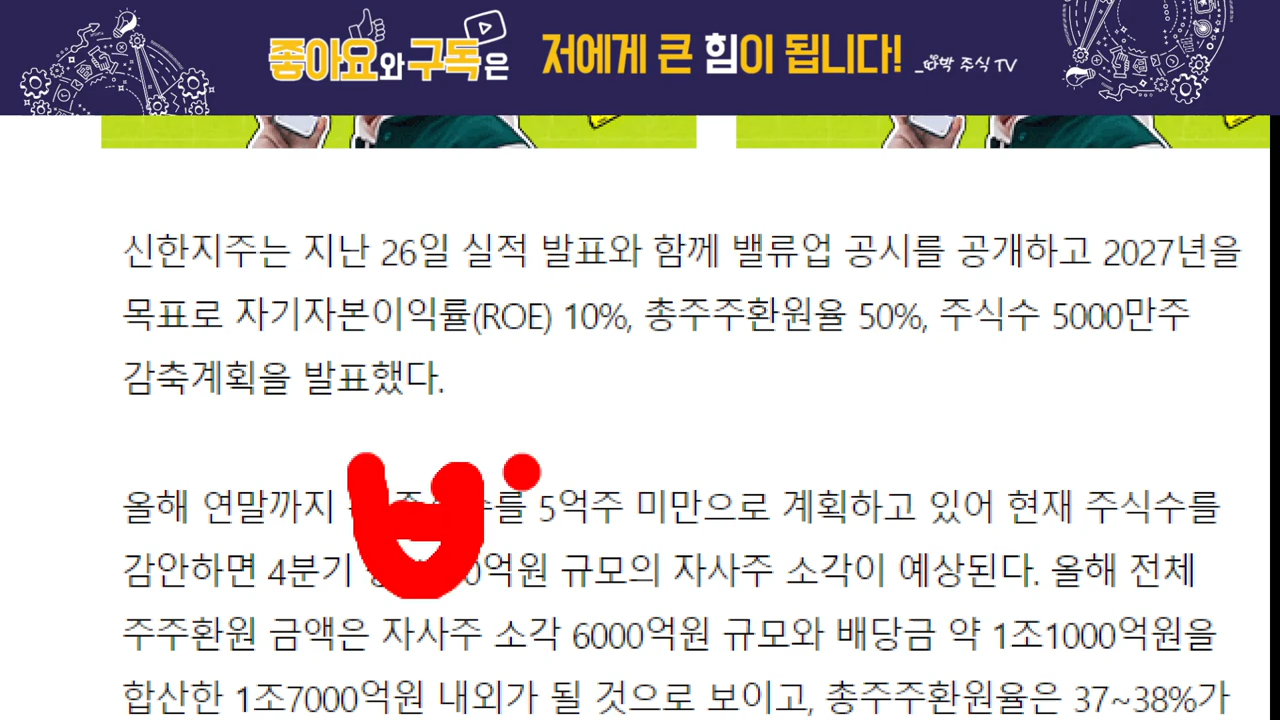 좋아요와 구독은 저에게 큰 힘이 됩니다! _호박 주식 TV
신한지주는 지난 26일 실적 발표와 함께 밸류업 공시를 공개하고 2027년을
목표로 자기자본이익률(ROE) 10%, 총주주환원율 50%, 주식수 5000만주
감축계획을 발표했다.
올해 연말까지 5억주 미만으로 계획하고 있어 현재 주식수를
감안하면 4분기 규모의 자사주 소각이 예상된다. 올해 전체
주주환원 금액은 자사주 소각 6000억원 규모와 배당금 약 1조1000억원을
합산한 1조7000억원 내외가 될 것으로 보이고, 총주주환원율은 37~38%가